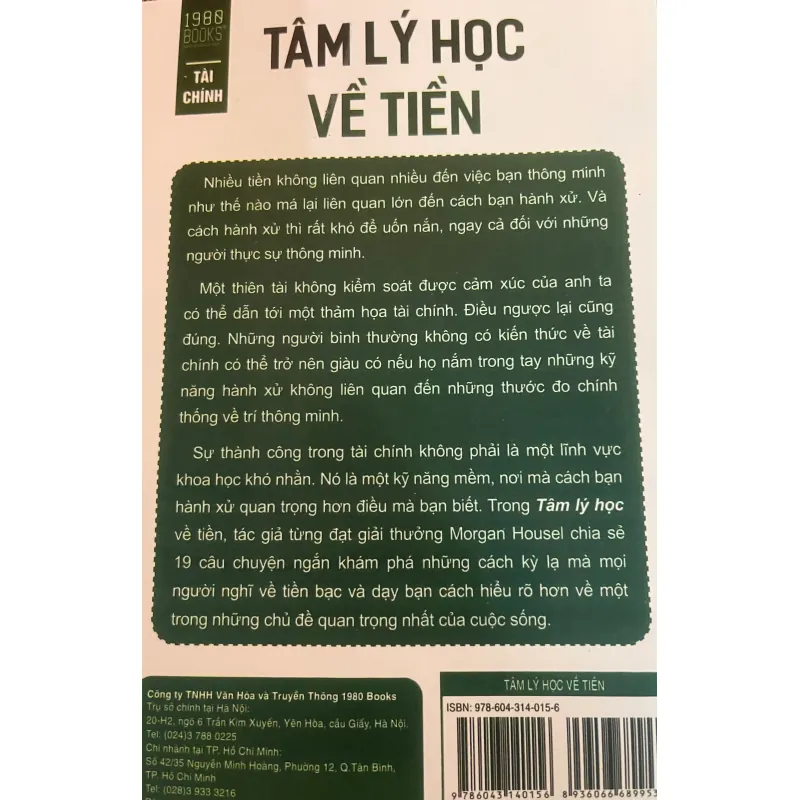 1980
BOOKS
TÀI
CHÍNH
TÂM LÝ HỌC
VỀ TIỀN
Nhiều tiền không liên quan nhiều đến việc bạn thông minh
như thế nào má lại liên quan lớn đến cách bạn hành xử. Và
cách hành xử thì rất khó để uốn nắn, ngay cả đối với những
người thực sự thông minh.
Một thiên tài không kiểm soát được cảm xúc của anh ta
có thể dẫn tới một thảm họa tài chính. Điều ngược lại cũng
đúng. Những người bình thường không có kiến thức về tài
chính có thể trở nên giàu có nếu họ nắm trong tay những kỹ
năng hành xử không liên quan đến những thước đo chính
thống về trí thông minh.
Sự thành công trong tài chính không phải là một lĩnh vực
khoa học khó nhằn. Nó là một kỹ năng mềm, nơi mà cách bạn
hành xử quan trọng hơn điều mà bạn biết. Trong Tâm lý học
về tiền, tác giả từng đạt giải thưởng Morgan Housel chia sẻ
19 câu chuyện ngắn khám phá những cách kỳ lạ mà mọi
người nghĩ về tiền bạc và dạy bạn cách hiểu rõ hơn về một
trong những chủ đề quan trọng nhất của cuộc sống.
Công ty TNHH Văn Hóa và Truyền Thông 1980 Books
Trụ sở chính tại Hà Nội:
20-H2, ngõ 6 Trần Kim Xuyến, Yên Hòa, cầu Giấy, Hà Nội.
Tel: (024)3 788 0225
Chi nhánh tại TP. Hồ Chí Minh:
Số 42/35 Nguyễn Minh Hoàng, Phường 12, Q.Tân Bình,
TP. Hồ Chí Minh
Tel: (028)3 933 3216
TÂM LÝ HỌC VỀ TIỀN
ISBN: 978-604-314-015-6
9 786043 140156
8 936066 689953